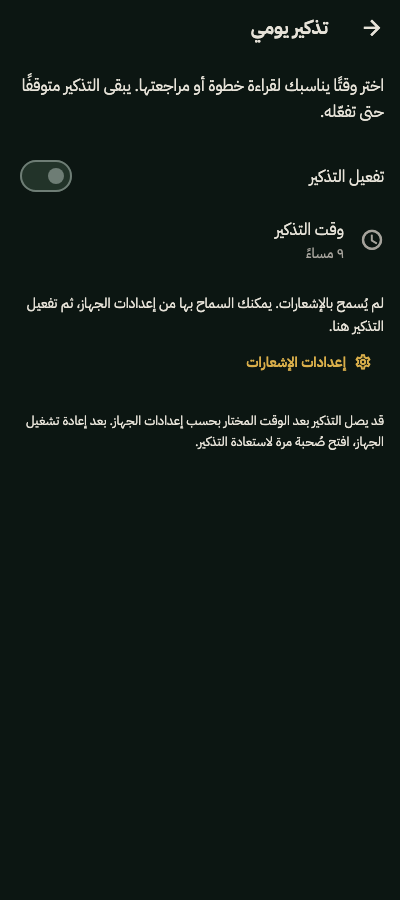 تذكير يومي
اختر وقتًا يناسبك لقراءة خطوة أو مراجعتها. يبقى التذكير متوقفًا
حتى تفعّله.
تفعيل التذكير
وقت التذكير
٩ مساءً
لم يُسمح بالإشعارات. يمكنك السماح بها من إعدادات الجهاز، ثم تفعيل
التذكير هنا.
إعدادات الإشعارات
قد يصل التذكير بعد الوقت المختار بحسب إعدادات الجهاز. بعد إعادة تشغيل
الجهاز، افتح صُحبة مرة لاستعادة التذكير.